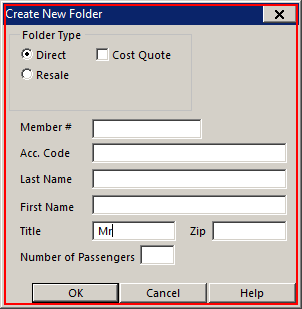 Create New Folder
Folder Type
Direct Cost Quote
Resale
Member #
Acc. Code
Last Name
First Name
Title Mr Zip
Number of Passengers
OK Cancel Help